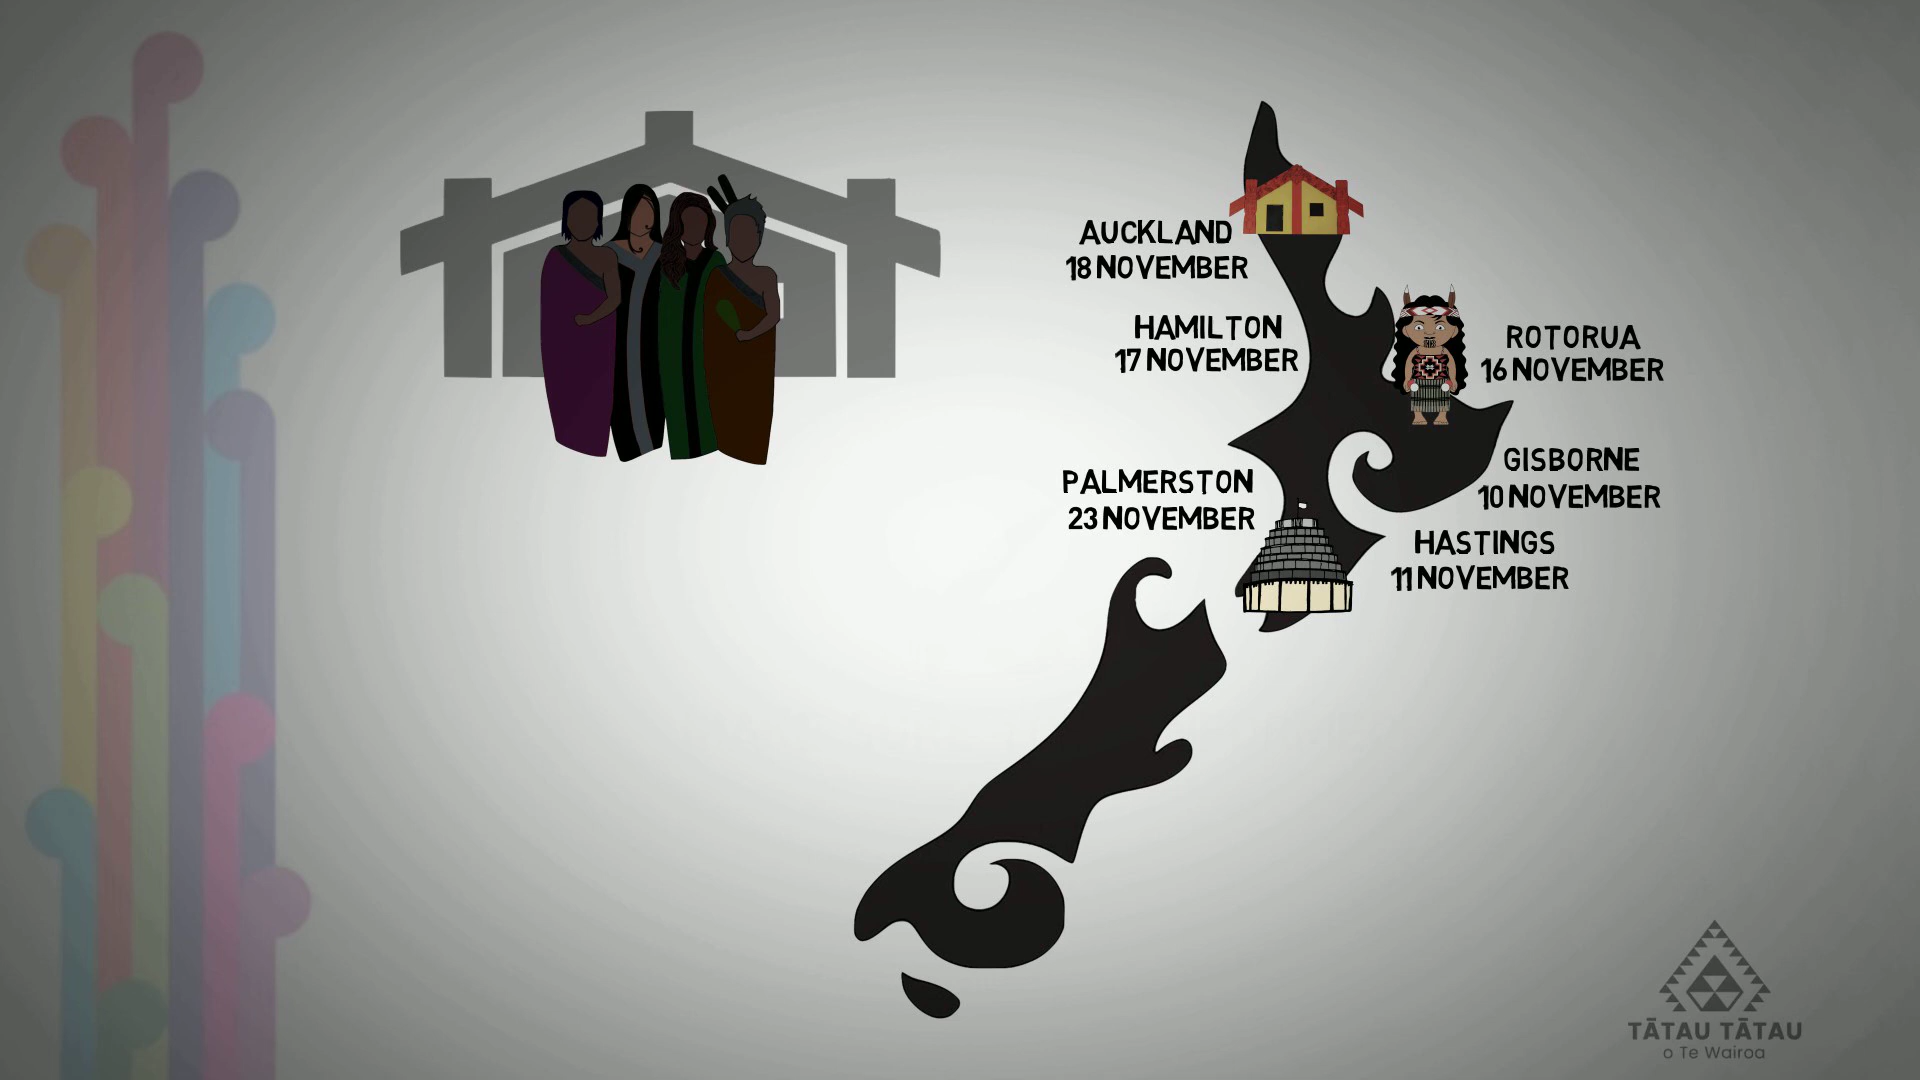 AUCKLAND
18 NOVEMBER
HAMILTON
17 NOVEMBER
ROTORUA
16 NOVEMBER
GISBORNE
10 NOVEMBER
PALMERSTON
23 NOVEMBER
HASTINGS
11 NOVEMBER
TĀTAU TĀTAU
o Te Wairoa